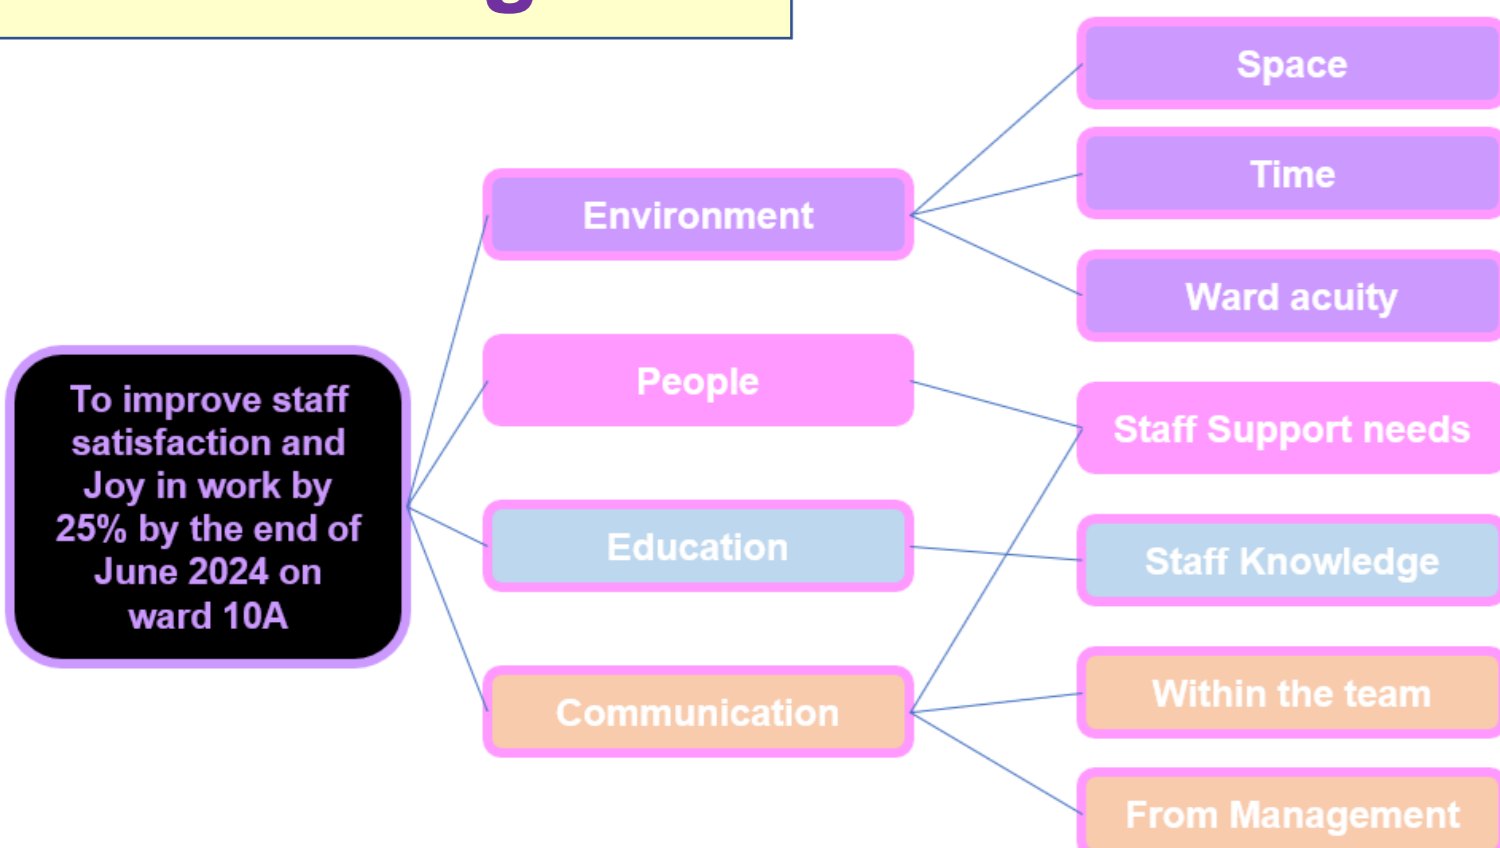 To improve staff
satisfaction and
Joy in work by
25% by the end of
June 2024 on
ward 10A
Environment
People
Education
Communication
Space
Time
Ward acuity
Staff Support needs
Staff Knowledge
Within the team
From Management